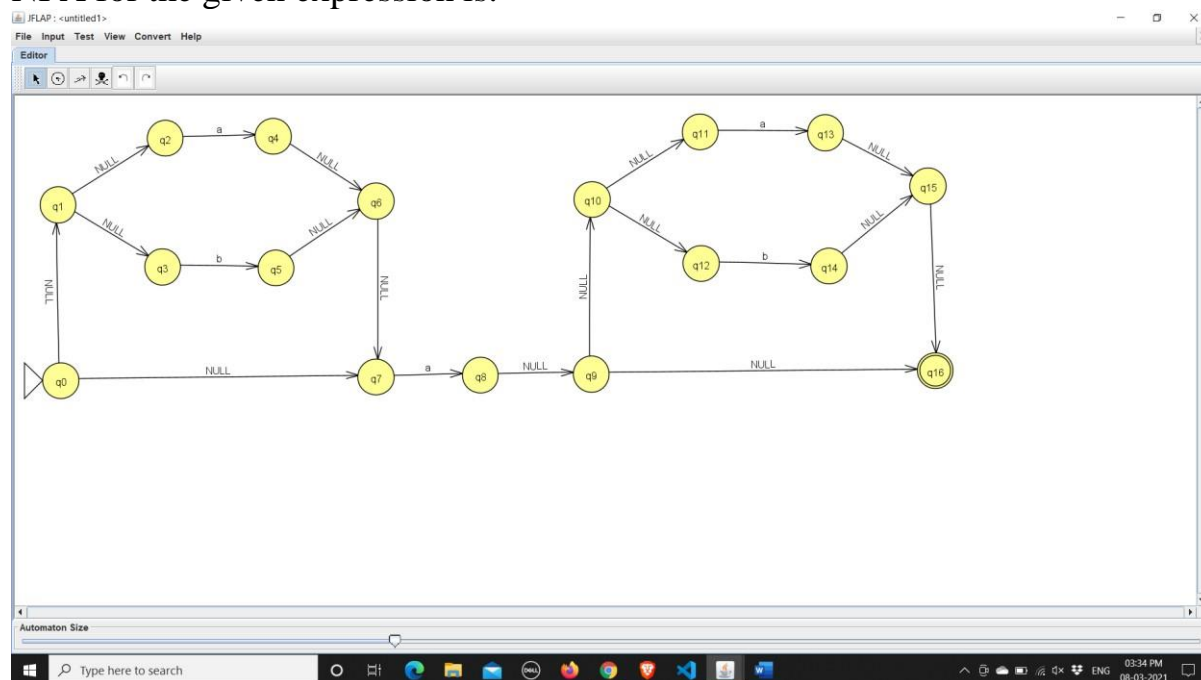 NFA for the given expression is:
JFLAP : <untitled1>
File Input Test View Convert Help
Editor
q2 a q4
q11 a q13
NULL NULL
NULL NULL
q1 q6
q10 q15
NULL NULL
NULL NULL
q3 b q5
q12 b q14
NULL NULL
NULL NULL
q0 NULL q7 a q8 NULL q9 NULL q16
Automaton Size
Type here to search
DELL
ENG
03:34 PM
08-03-2021